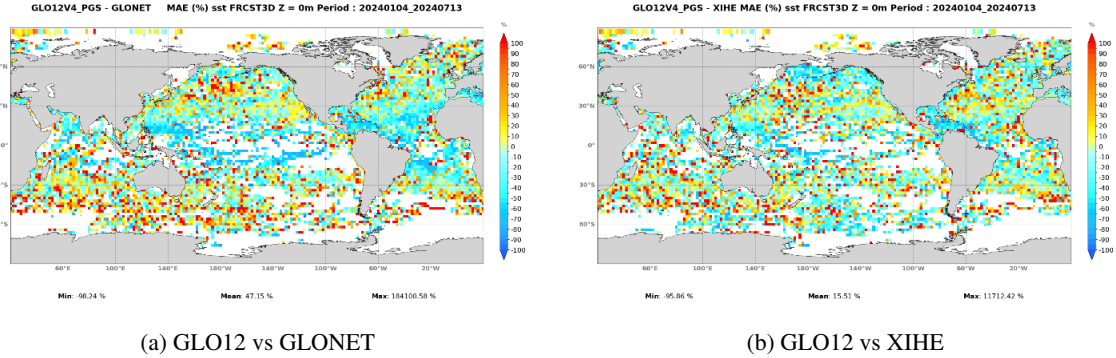 GLO12V4_PGS - GLONET MAE (%) sst FRCST3D Z = 0m Period : 20240104_20240713
%
100
90
80
70
60
50
40
30
20
10
0
-10
-20
-30
-40
-50
-60
-70
-80
-90
-100
60°N
30°N
0°
30°S
60°S
60°E 100°E 140°E 180°W 140°W 100°W 60°W 20°W
Min: -98.24 % Mean: 47.15 % Max: 184100.58 %
(a) GLO12 vs GLONET
GLO12V4_PGS - XIHE MAE (%) sst FRCST3D Z = 0m Period : 20240104_20240713
%
100
90
80
70
60
50
40
30
20
10
0
-10
-20
-30
-40
-50
-60
-70
-80
-90
-100
60°N
30°N
0°
30°S
60°S
60°E 100°E 140°E 180°W 140°W 100°W 60°W 20°W
Min: -95.86 % Mean: 15.51 % Max: 11712.42 %
(b) GLO12 vs XIHE